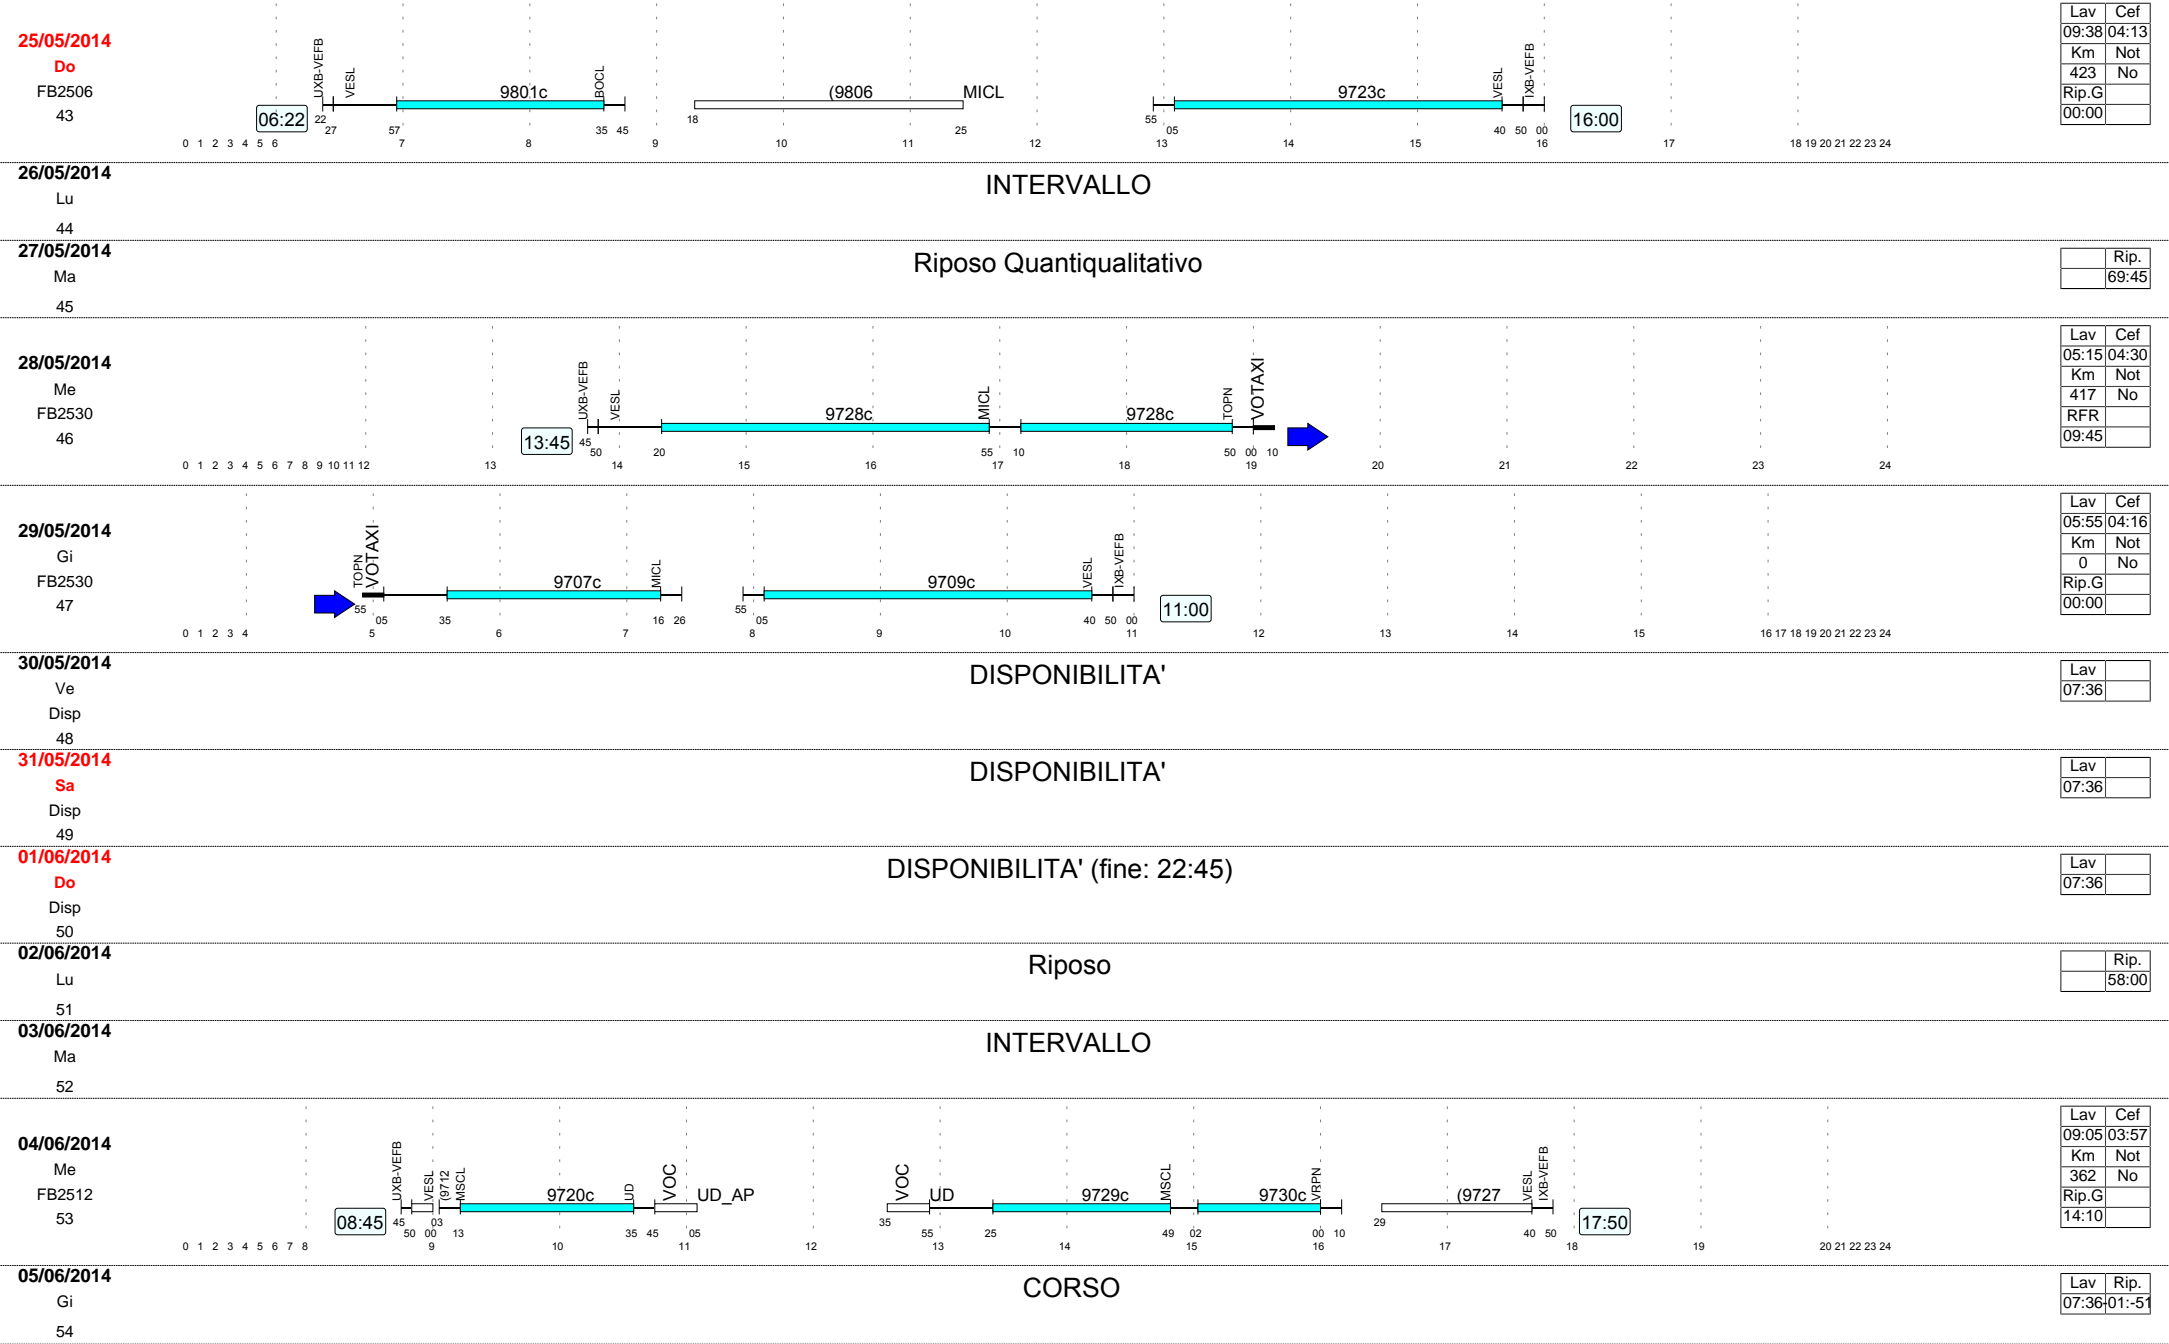 25/05/2014
Do
FB2506
43
06:22
UXB-VEFB
VESL
9801c
BOCL
(9806
MICL
9723c
VESL
IXB-VEFB
16:00
22 27 57 35 45 18 25 55 05 40 50 00
0 1 2 3 4 5 6 7 8 9 10 11 12 13 14 15 16 17 18 19 20 21 22 23 24
Lav Cef
09:38 04:13
Km Not
423 No
Rip.G
00:00
26/05/2014
Lu
44
INTERVALLO
27/05/2014
Ma
45
Riposo Quantiqualitativo
Rip.
69:45
28/05/2014
Me
FB2530
46
13:45
UXB-VEFB
VESL
9728c
MICL
9728c
TOPN
VOTAXI
45 50 20 55 10 50 00 10
0 1 2 3 4 5 6 7 8 9 10 11 12 13 14 15 16 17 18 19 20 21 22 23 24
Lav Cef
05:15 04:30
Km Not
417 No
RFR
09:45
29/05/2014
Gi
FB2530
47
TOPN
VOTAXI
9707c
MICL
9709c
VESL
IXB-VEFB
11:00
55 05 35 16 26 55 05 40 50 00
0 1 2 3 4 5 6 7 8 9 10 11 12 13 14 15 16 17 18 19 20 21 22 23 24
Lav Cef
05:55 04:16
Km Not
0 No
Rip.G
00:00
30/05/2014
Ve
Disp
48
DISPONIBILITA'
Lav
07:36
31/05/2014
Sa
Disp
49
DISPONIBILITA'
Lav
07:36
01/06/2014
Do
Disp
50
DISPONIBILITA' (fine: 22:45)
Lav
07:36
02/06/2014
Lu
51
Riposo
Rip.
58:00
03/06/2014
Ma
52
INTERVALLO
04/06/2014
Me
FB2512
53
08:45
UXB-VEFB
VESL
(9712
MSCL
9720c
UD
VOC
UD_AP
VOC
UD
9729c
MSCL
9730c
VRPN
(9727
VESL
IXB-VEFB
17:50
45 50 00 03 13 35 45 05 35 55 25 49 02 00 10 29 40 50
0 1 2 3 4 5 6 7 8 9 10 11 12 13 14 15 16 17 18 19 20 21 22 23 24
Lav Cef
09:05 03:57
Km Not
362 No
Rip.G
14:10
05/06/2014
Gi
54
CORSO
Lav Rip.
07:36 -01:-51